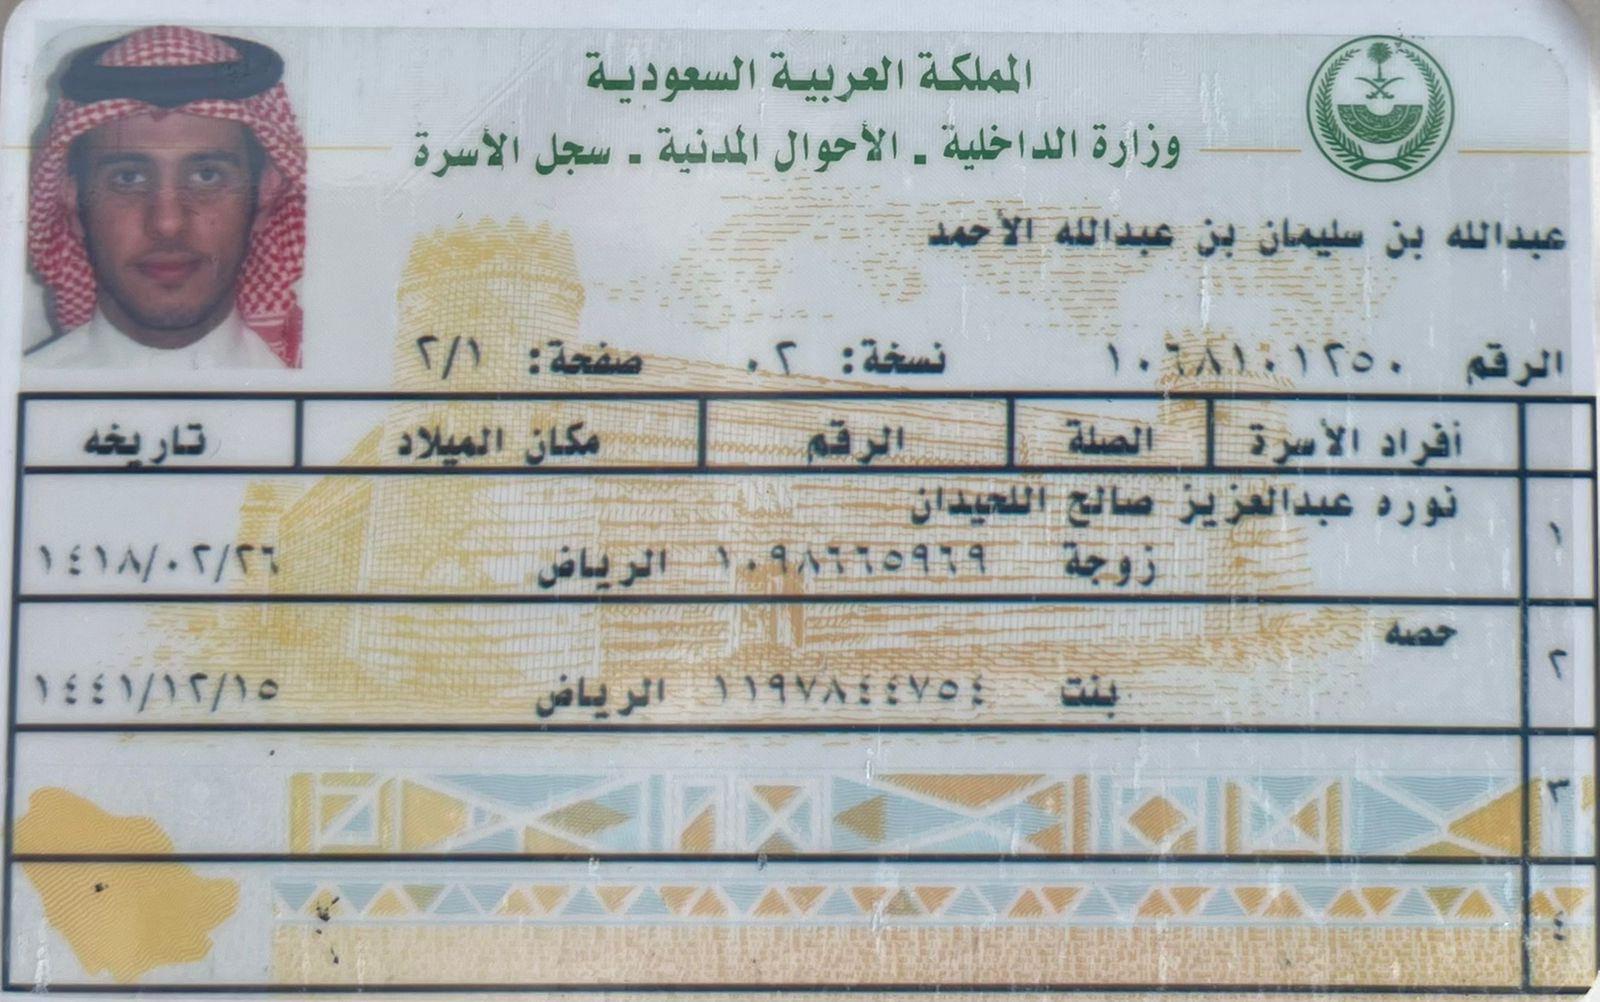 المملكة العربية السعودية
وزارة الداخلية - الأحوال المدنية - سجل الأسرة
عبدالله بن سليمان بن عبدالله الأحمد
الرقم ١٠٦٨١٠١٢٥٠ نسخة: ٠٢ صفحة: ٢/١
أفراد الأسرة الصلة الرقم مكان الميلاد تاريخه
١ نوره عبدالعزيز صالح اللحيدان
زوجة ١٠٩٨٦٦٥٩٦٩ الرياض ١٤١٨/٠٢/٢٦
٢ حصه
بنت ١١٩٧٨٤٤٧٥٤ الرياض ١٤٤١/١٢/١٥
٣
٤